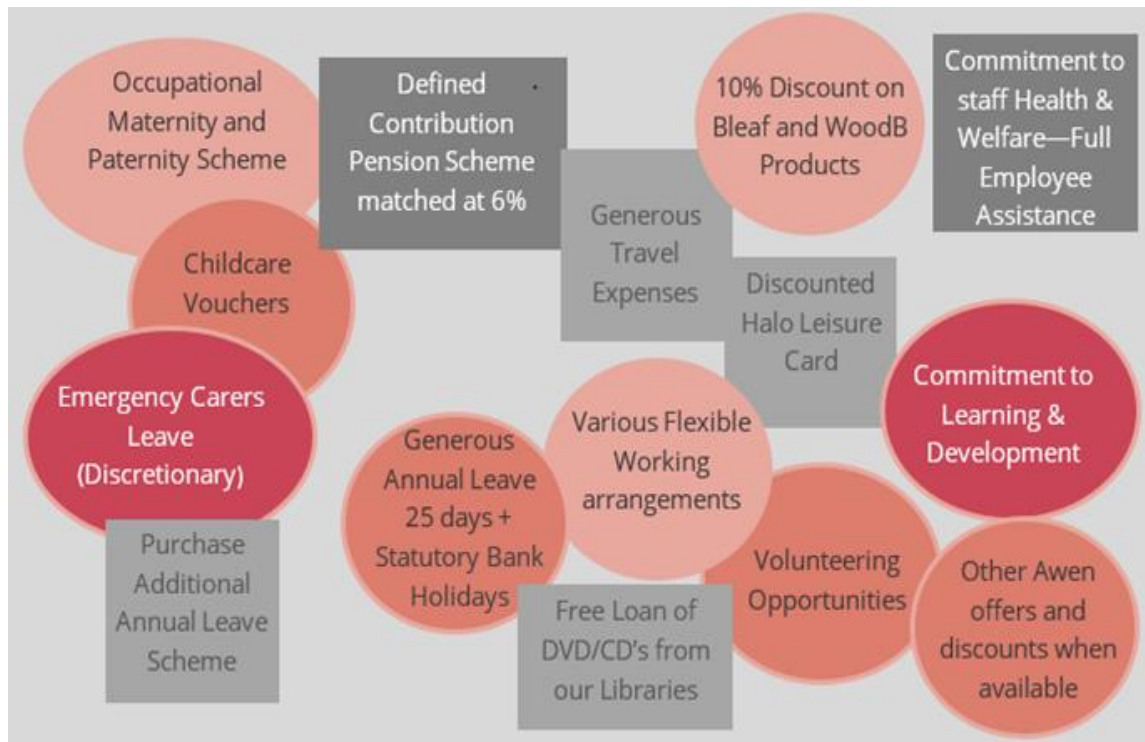 Occupational
Maternity and
Paternity Scheme
Defined
Contribution
Pension Scheme
matched at 6%
10% Discount on
Bleaf and WoodB
Products
Commitment to
staff Health &
Welfare—Full
Employee
Assistance
Generous
Travel
Expenses
Childcare
Vouchers
Discounted
Halo Leisure
Card
Emergency Carers
Leave
(Discretionary)
Commitment to
Learning &
Development
Generous
Annual Leave
25 days +
Statutory Bank
Holidays
Various Flexible
Working
arrangements
Purchase
Additional
Annual Leave
Scheme
Free Loan of
DVD/CD's from
our Libraries
Volunteering
Opportunities
Other Awen
offers and
discounts when
available